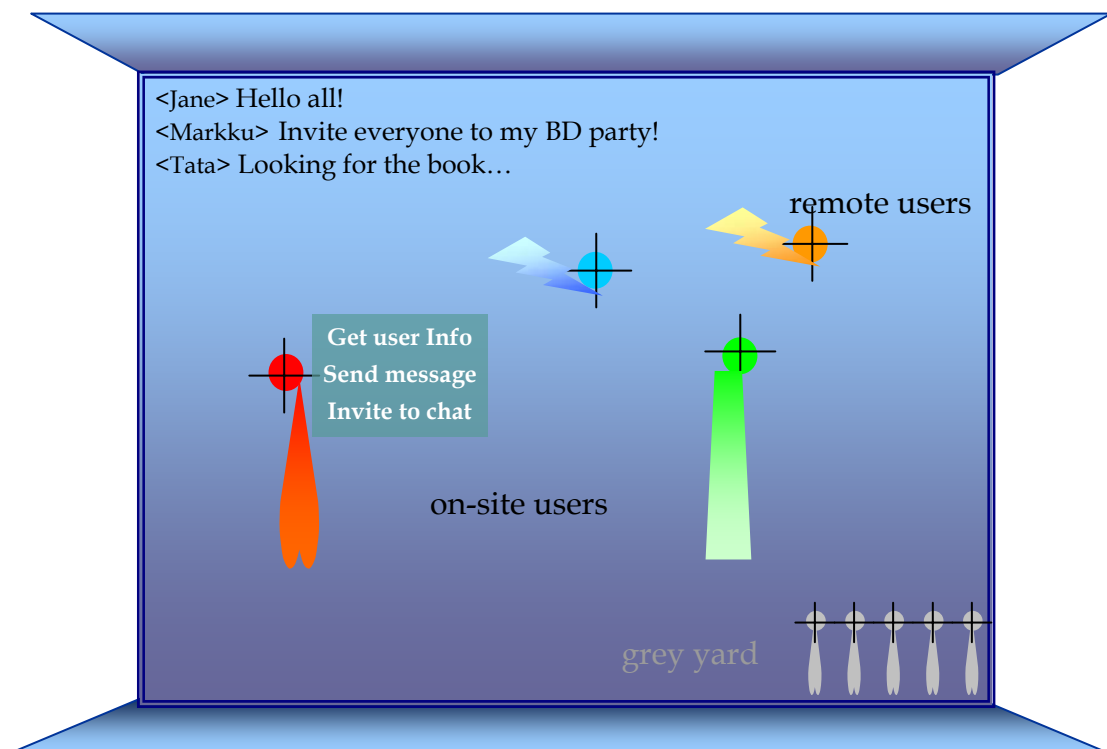 <Jane> Hello all!
<Markku> Invite everyone to my BD party!
<Tata> Looking for the book…
remote users
Get user Info
Send message
Invite to chat
on-site users
grey yard